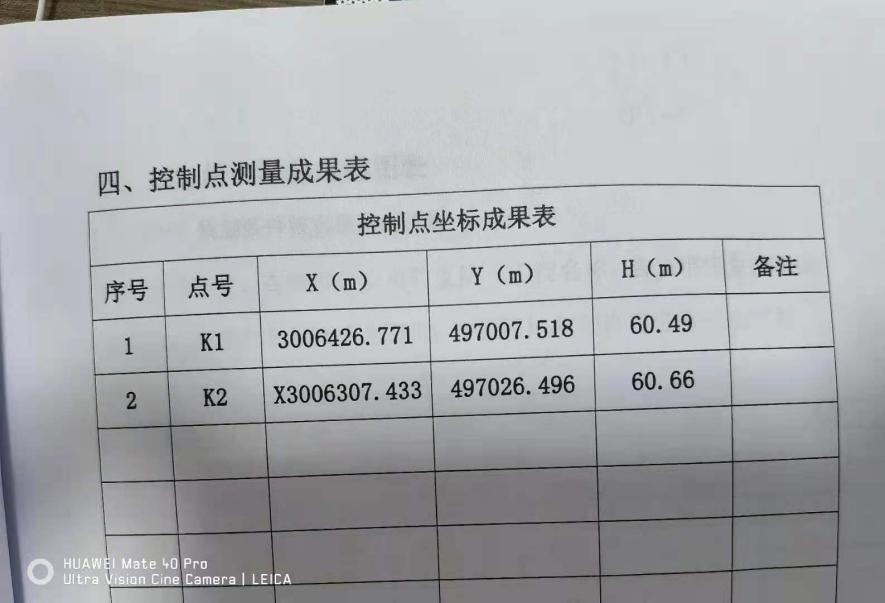 四、控制点测量成果表
控制点坐标成果表
序号 点号 X（m） Y（m） H（m） 备注
1 K1 3006426.771 497007.518 60.49
2 K2 X3006307.433 497026.496 60.66
HUAWEI Mate 40 Pro
Ultra Vision Cine Camera | LEICA